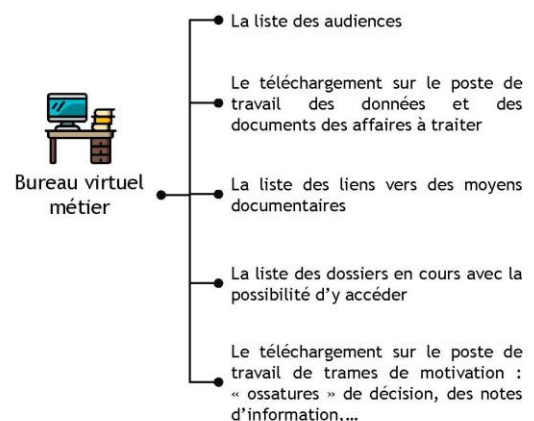 La liste des audiences
Le téléchargement sur le poste de
travail des données et des
documents des affaires à traiter
Bureau virtuel
métier
La liste des liens vers des moyens
documentaires
La liste des dossiers en cours avec la
possibilité d'y accéder
Le téléchargement sur le poste de
travail de trames de motivation :
« ossatures » de décision, des notes
d'information,…